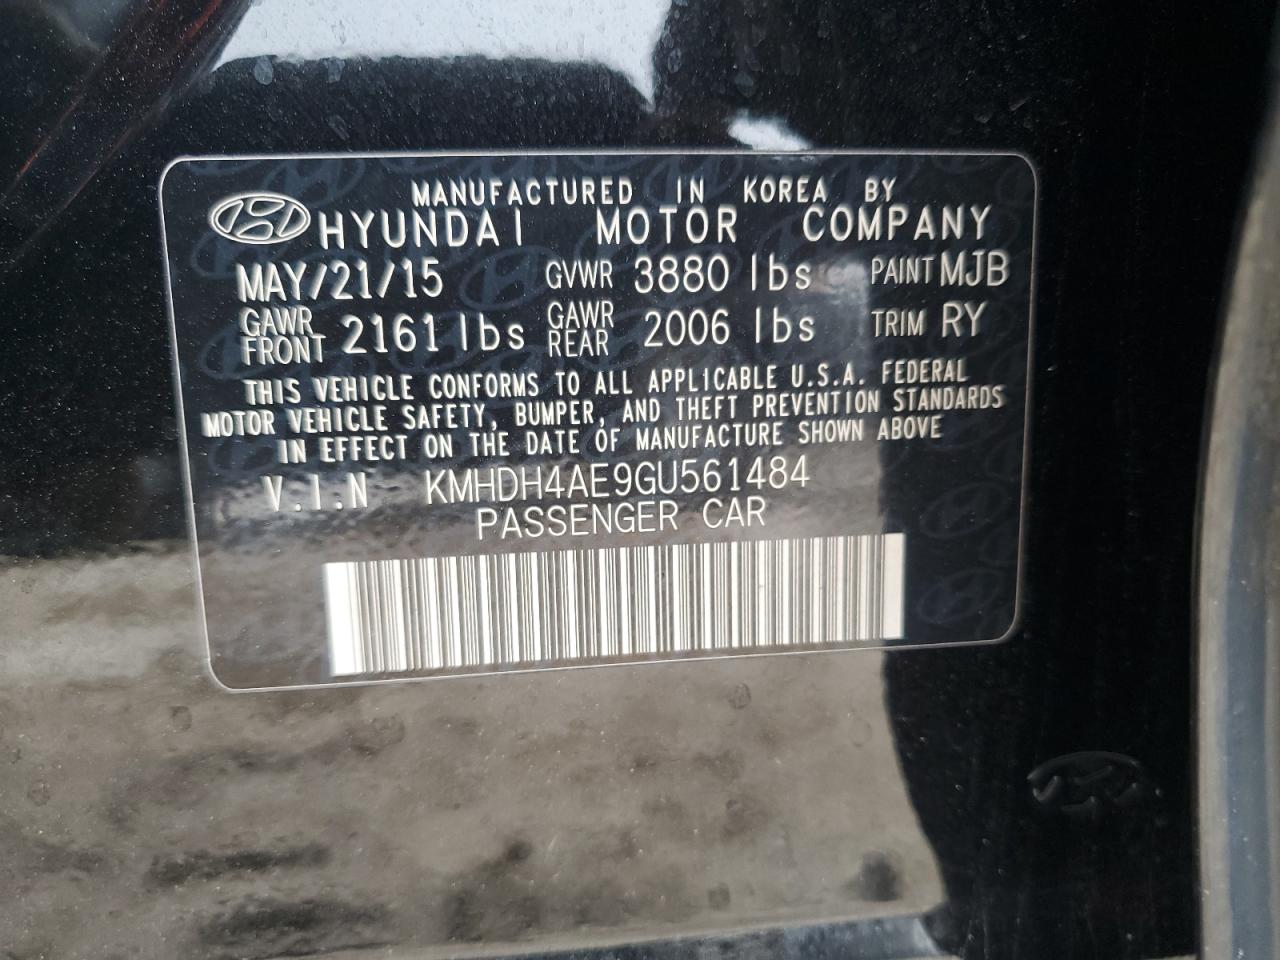 MANUFACTURED IN KOREA BY
HYUNDAI MOTOR COMPANY
MAY/21/15 GVWR 3880 lbs PAINT MJB
GAWR FRONT 2161 lbs GAWR REAR 2006 lbs TRIM RY
THIS VEHICLE CONFORMS TO ALL APPLICABLE U.S.A. FEDERAL
MOTOR VEHICLE SAFETY, BUMPER, AND THEFT PREVENTION STANDARDS
IN EFFECT ON THE DATE OF MANUFACTURE SHOWN ABOVE
V.I.N KMHDH4AE9GU561484
PASSENGER CAR